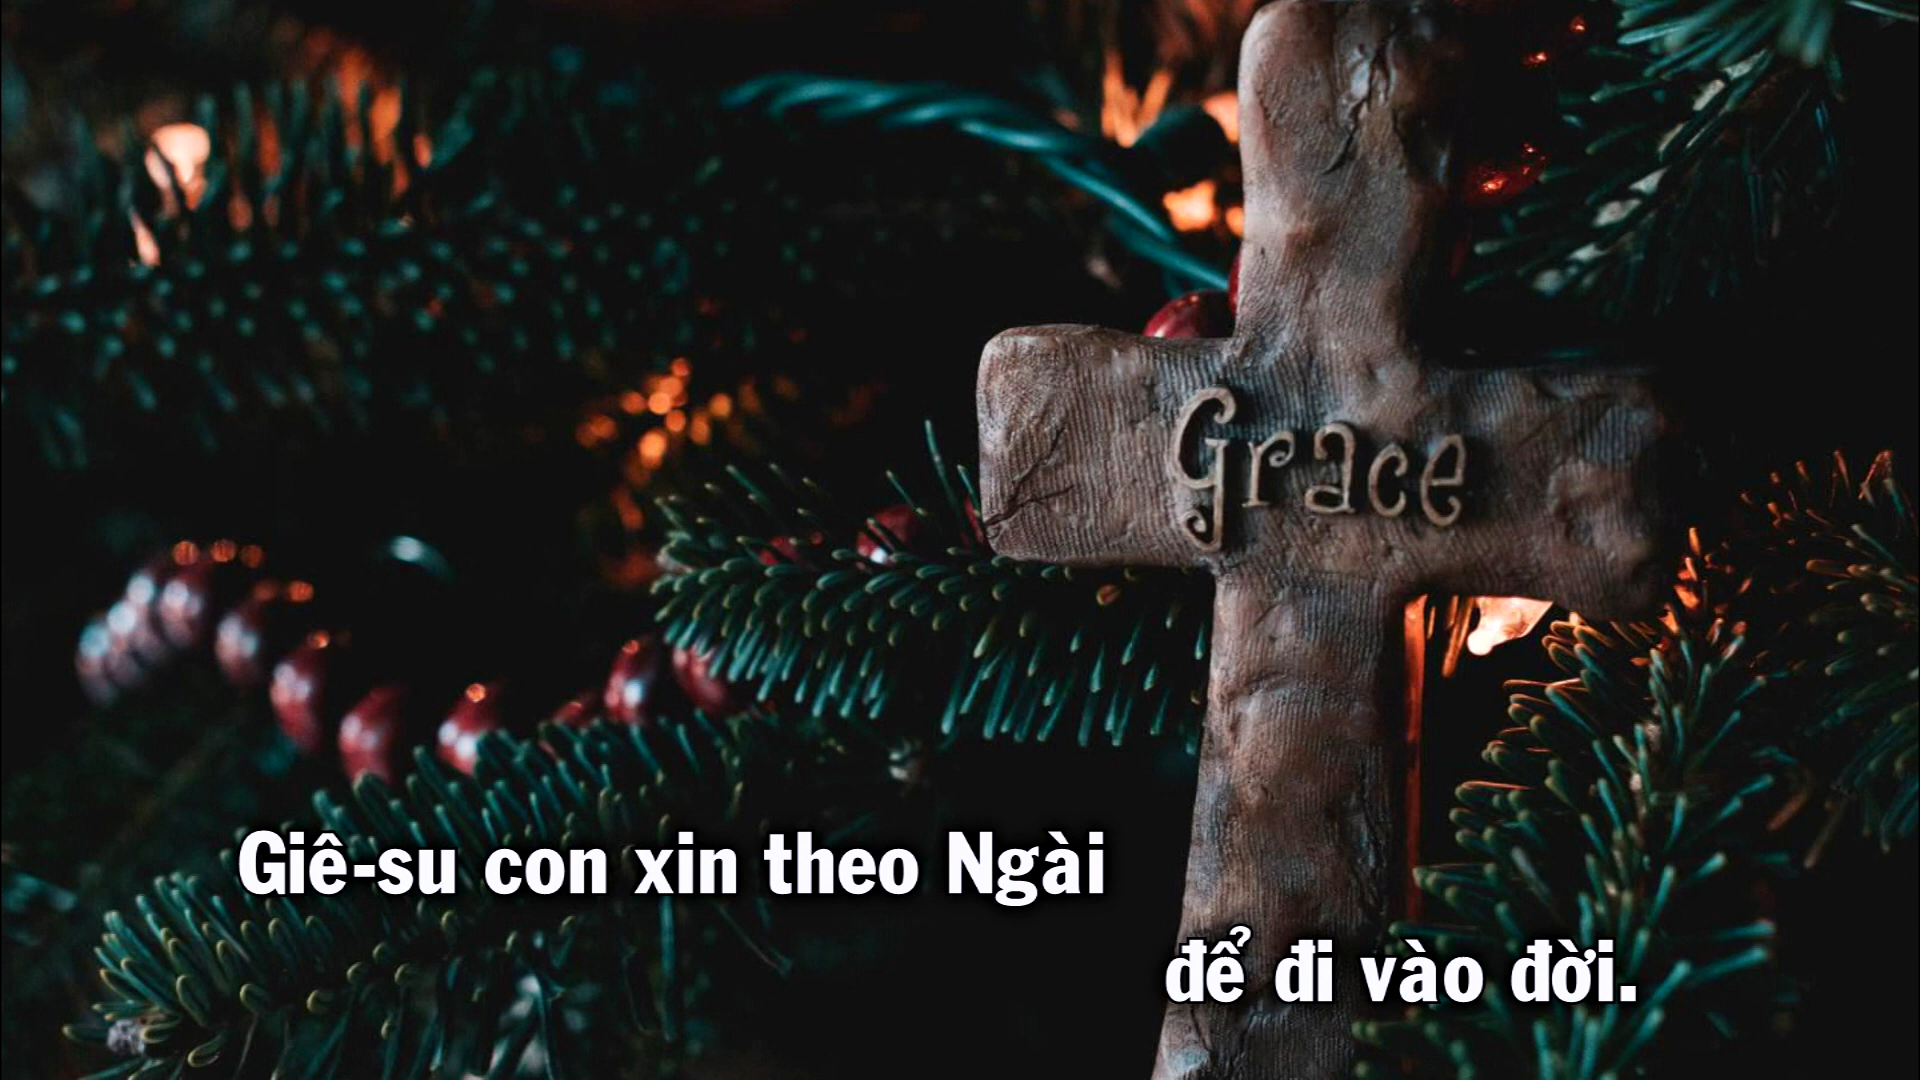 Grace
Giê-su con xin theo Ngài
để đi vào đời.